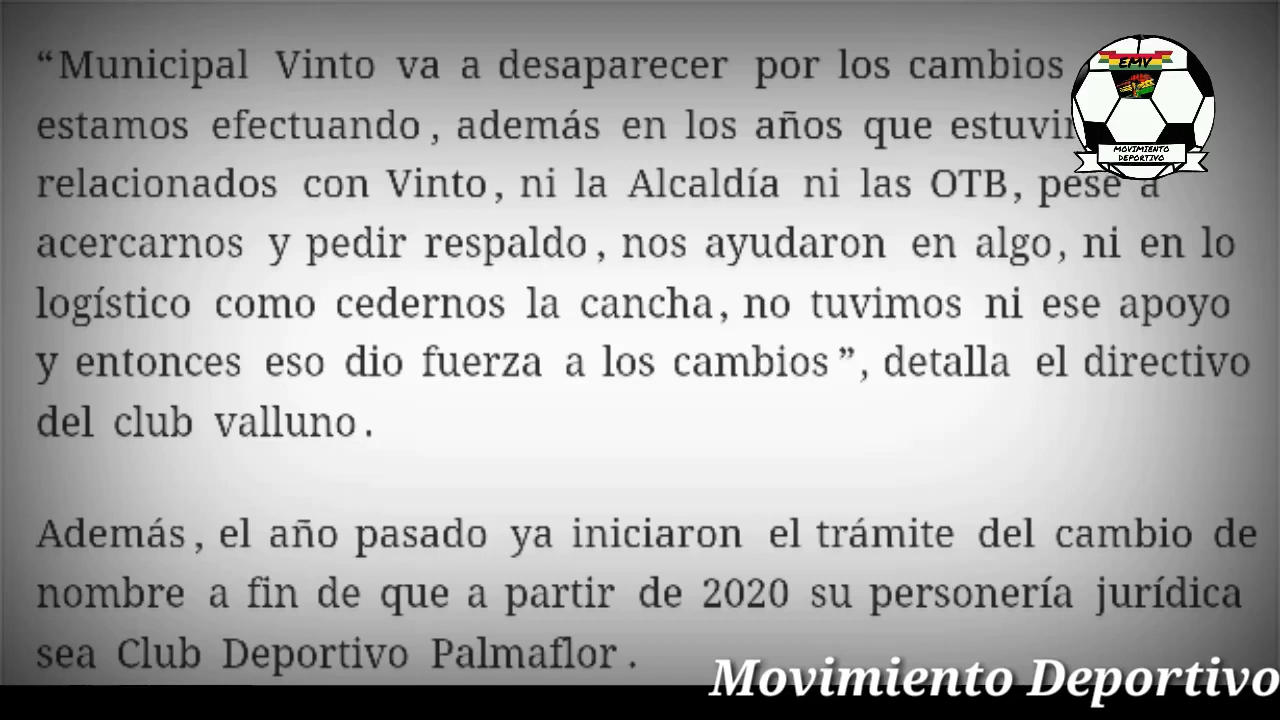 “Municipal Vinto va a desaparecer por los cambios
estamos efectuando, además en los años que
relacionados con Vinto, ni la Alcaldía ni las OTB, pese a
acercarnos y pedir respaldo, nos ayudaron en algo, ni en lo
logístico como cedernos la cancha, no tuvimos ni ese apoyo
y entonces eso dio fuerza a los cambios”, detalla el directivo
del club valluno.
Además, el año pasado ya iniciaron el trámite del cambio de
nombre a fin de que a partir de 2020 su personería jurídica
sea Club Deportivo Palmaflor.
EMV
MOVIMIENTO
DEPORTIVO
Movimiento Deportivo